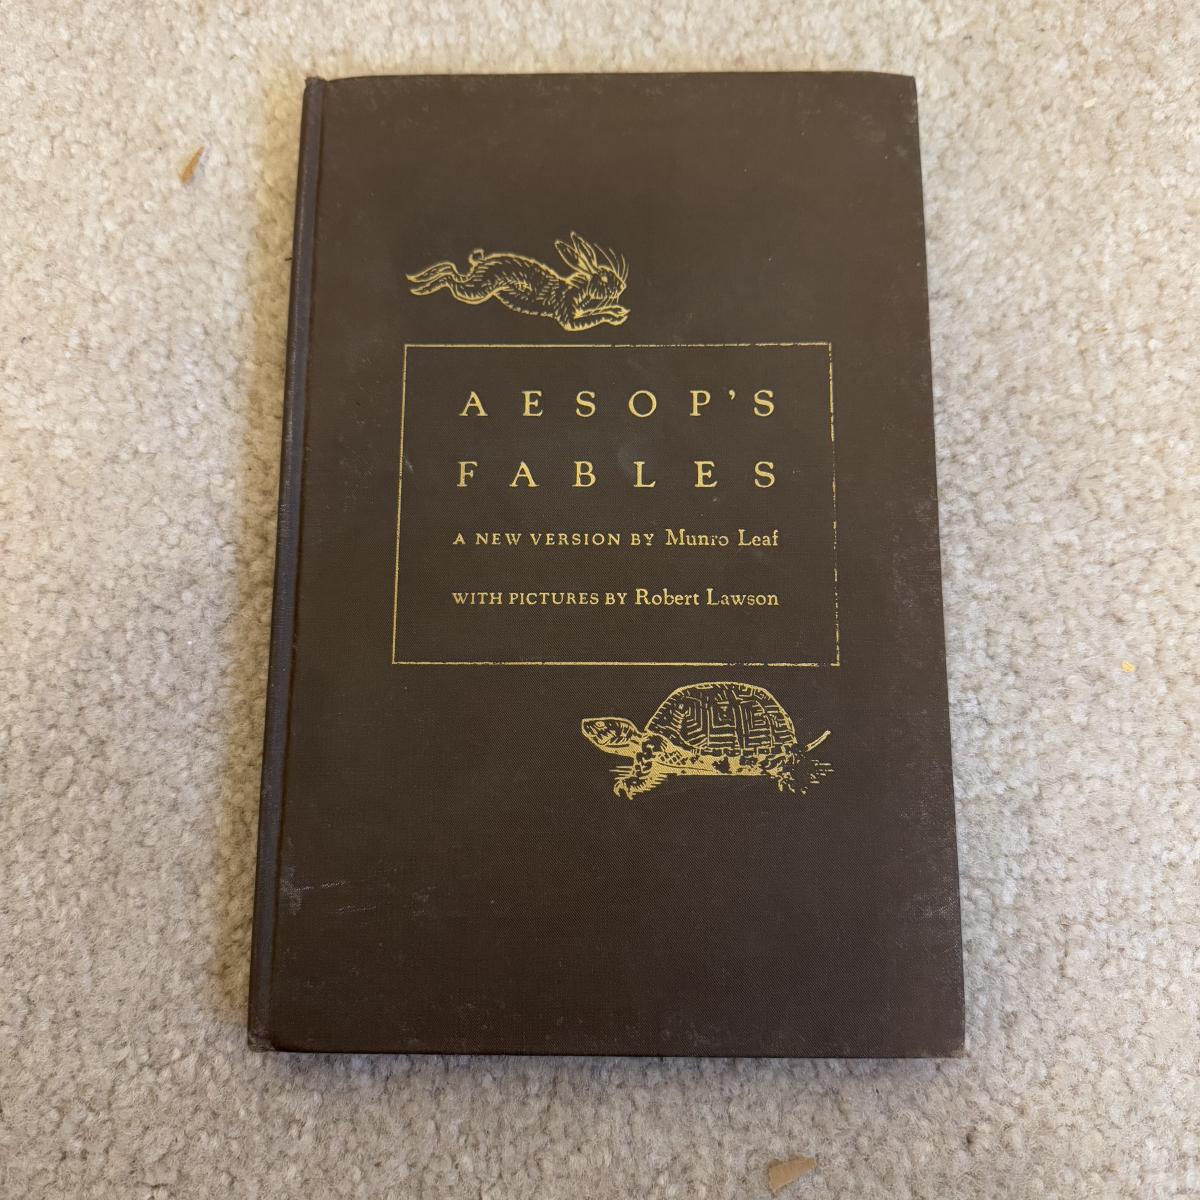 AESOP'S
FABLES
A NEW VERSION BY Munro Leaf
WITH PICTURES BY Robert Lawson